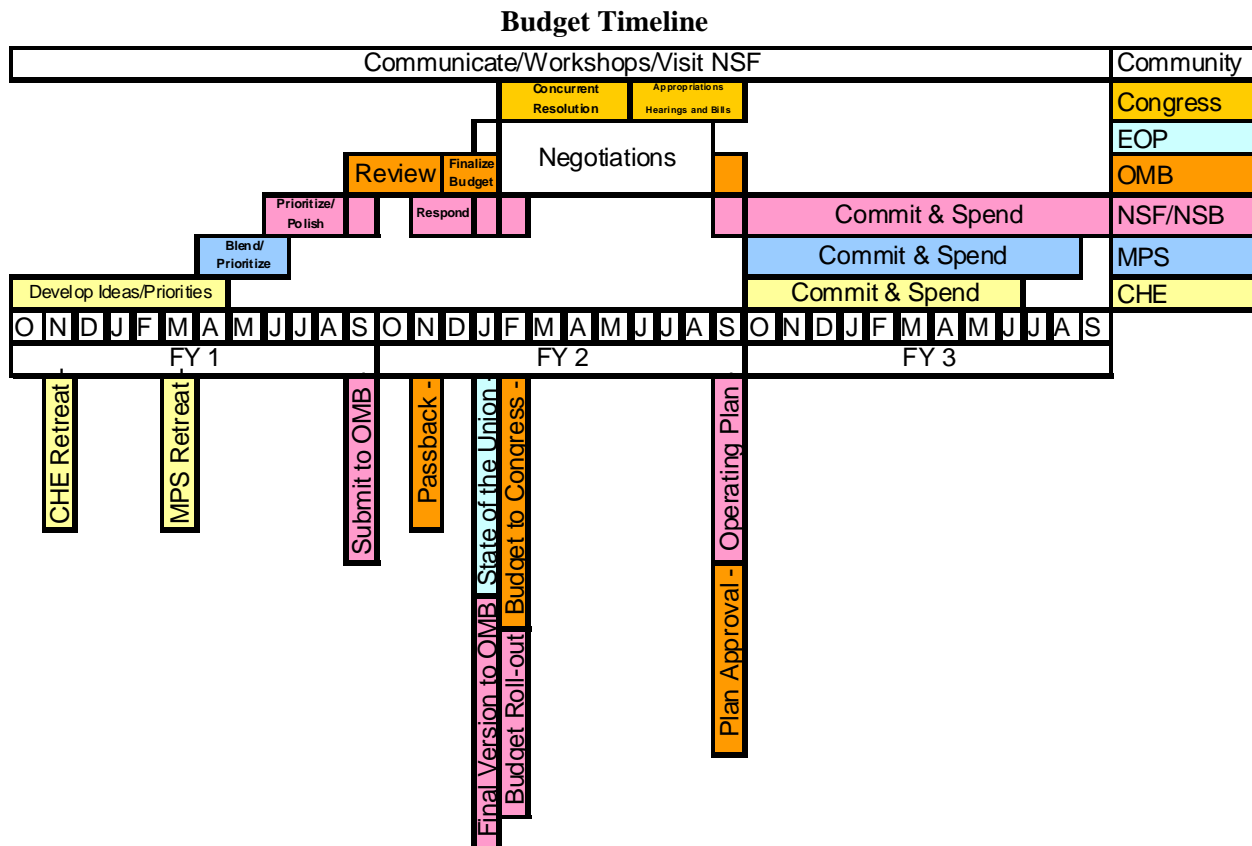 Budget Timeline
Communicate/Workshops/Visit NSF
Community
Concurrent
Resolution
Appropriations
Hearings and Bills
Congress
EOP
Negotiations
Review
Finalize
Budget
OMB
Prioritize/
Polish
Respond
Commit & Spend
NSF/NSB
Blend/
Prioritize
Commit & Spend
MPS
Develop Ideas/Priorities
Commit & Spend
CHE
O N D J F M A M J J A S O N D J F M A M J J A S O N D J F M A M J J A S
FY 1
FY 2
FY 3
CHE Retreat
MPS Retreat
Submit to OMB
Passback -
State of the Union -
Final Version to OMB
Budget to Congress -
Budget Roll-out
Operating Plan
Plan Approval -